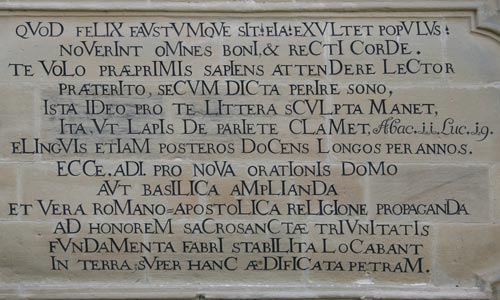 QVOD FELIX FAVSTVMQVE SIT: EIA! EXVLTET POPVLVS!
NOVERINT OMNES BONI, & RECTI CORDE.
TE VOLO PRÆPRIMIS SAPIENS ATTENDERE LECTOR
PRÆTERITO, SECVM DICTA PERIRE SONO,
ISTA IDEO PRO TE LITTERA SCVLPTA MANET,
ITA VT LAPIS DE PARIETE CLAMET, Abac.ii. Luc.19.
ELINGVIS ETIAM POSTEROS DOCENS LONGOS PER ANNOS.
ECCE. ADI. PRO NOVA ORATIONIS DOMO
AVT BASILICA AMPLIANDA
ET VERA ROMANO=APOSTOLICA RELIGIONE PROPAGANDA
AD HONOREM SACROSANCTÆ TRIVNITATIS
FVNDAMENTA FABRI STABILITA LOCABANT
IN TERRA, SVPER HANC ÆDIFICATA PETRAM.